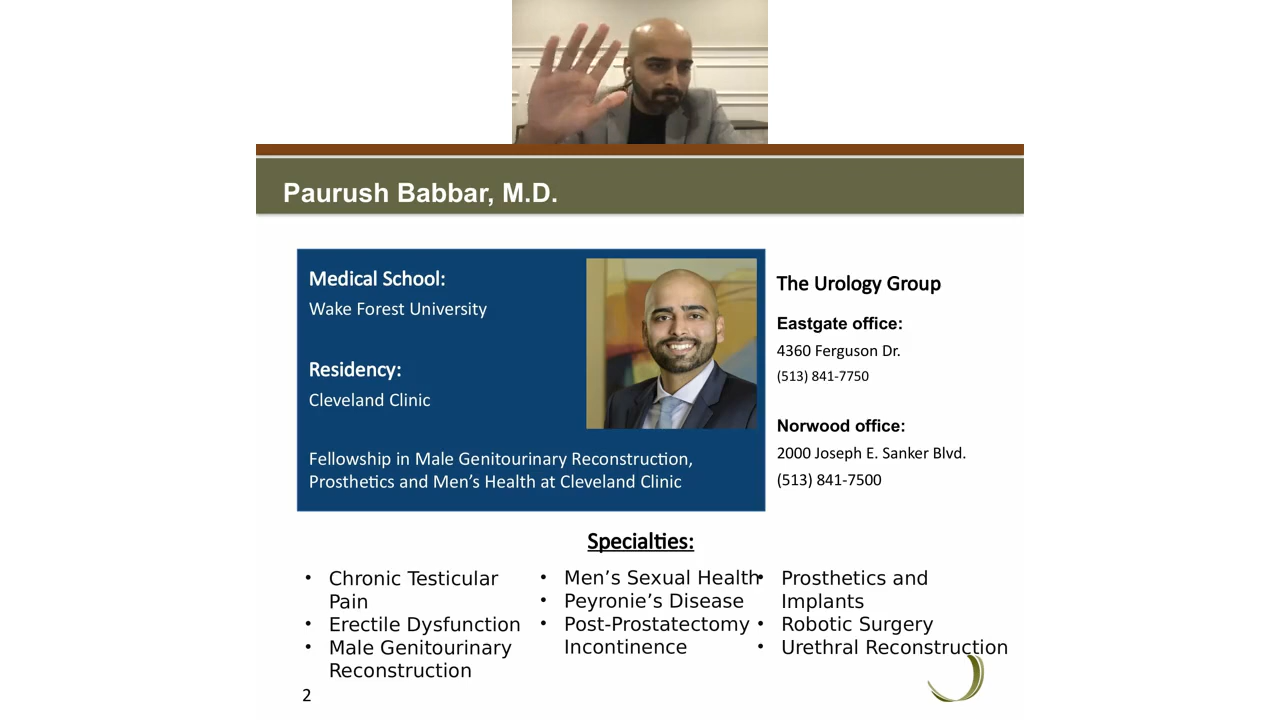 Paurush Babbar, M.D.
Medical School:
Wake Forest University
Residency:
Cleveland Clinic
Fellowship in Male Genitourinary Reconstruction,
Prosthetics and Men’s Health at Cleveland Clinic
The Urology Group
Eastgate office:
4360 Ferguson Dr.
(513) 841-7750
Norwood office:
2000 Joseph E. Sanker Blvd.
(513) 841-7500
Specialties:
• Chronic Testicular
Pain
• Erectile Dysfunction
• Male Genitourinary
Reconstruction
• Men’s Sexual Health
• Peyronie’s Disease
• Post-Prostatectomy
Incontinence
• Prosthetics and
Implants
• Robotic Surgery
• Urethral Reconstruction
2